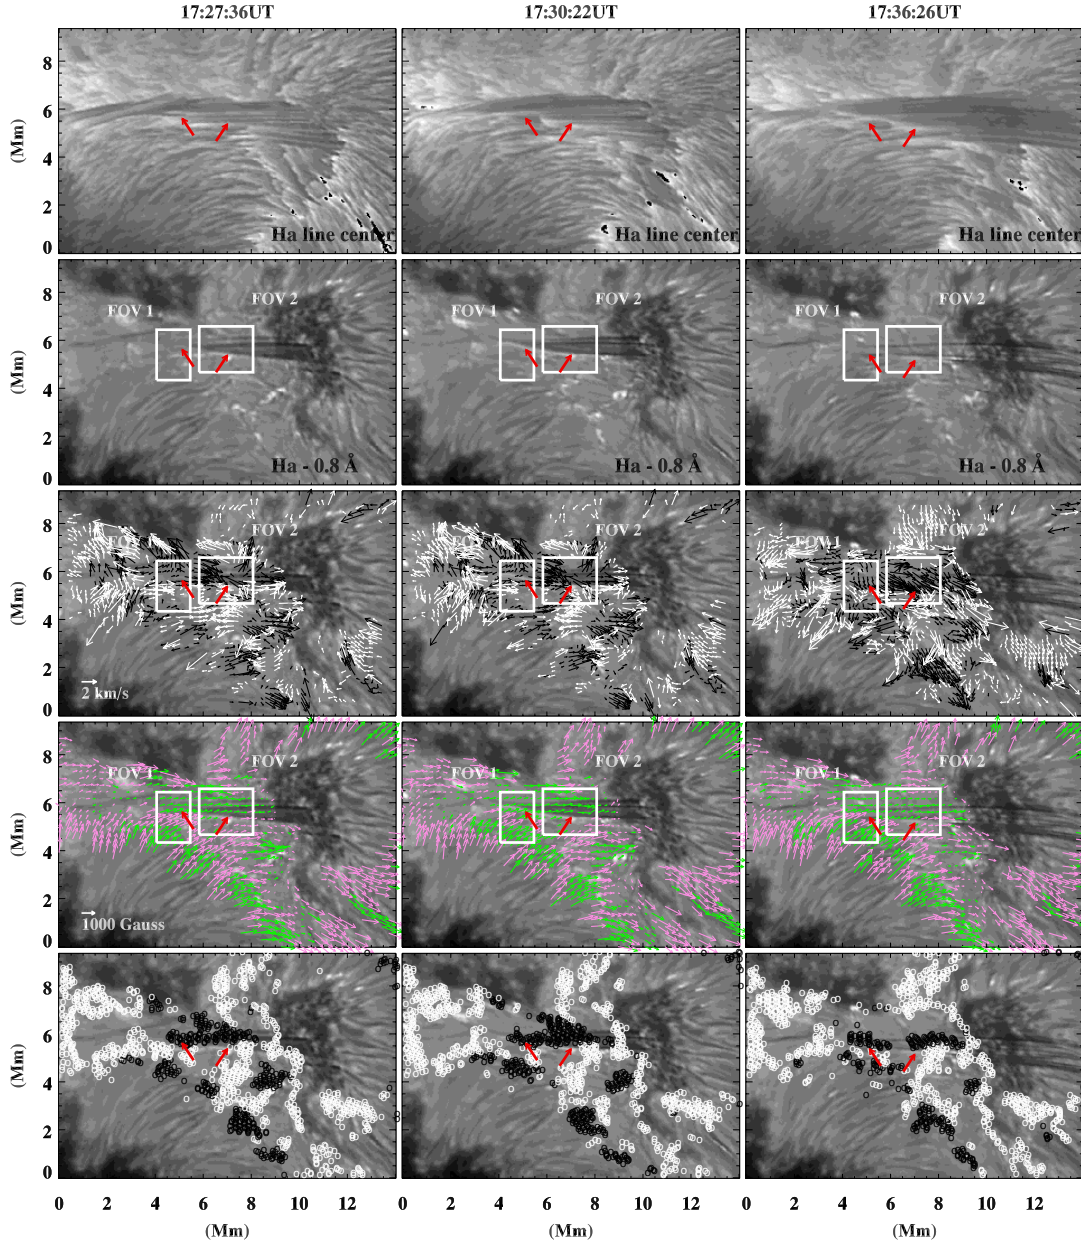 17:27:36UT 17:30:22UT 17:36:26UT
8
6
4
2
0
(Mm)
Ha line center Ha line center Ha line center
8
6
4
2
0
(Mm)
FOV 1 FOV 2 FOV 1 FOV 2 FOV 1 FOV 2
Ha - 0.8 Å Ha - 0.8 Å Ha - 0.8 Å
8
6
4
2
0
(Mm)
FOV 2 FOV 2 FOV 1 FOV 2
2 km/s
8
6
4
2
0
(Mm)
FOV 1 FOV 2 FOV 1 FOV 2 FOV 1 FOV 2
1000 Gauss
8
6
4
2
0
(Mm)
0 2 4 6 8 10 12 0 2 4 6 8 10 12 0 2 4 6 8 10 12
(Mm) (Mm) (Mm)